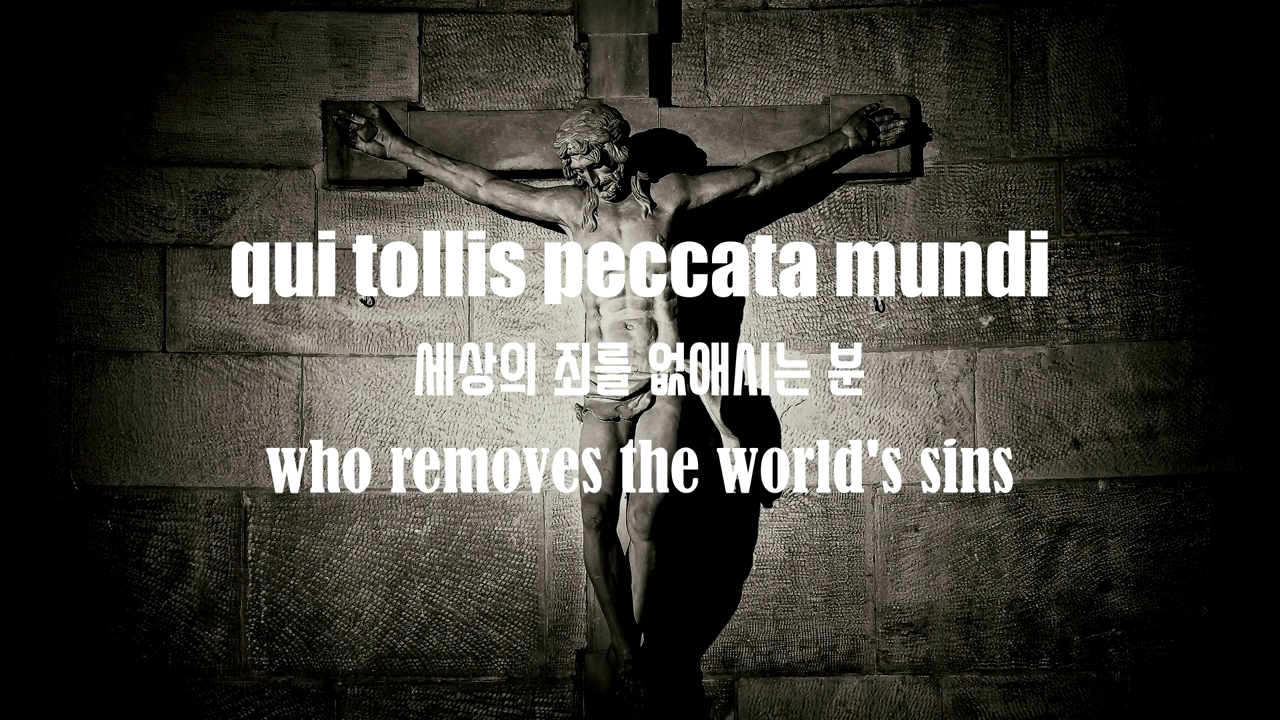 qui tollis peccata mundi
세상의 죄를 없애시는 분
who removes the world's sins